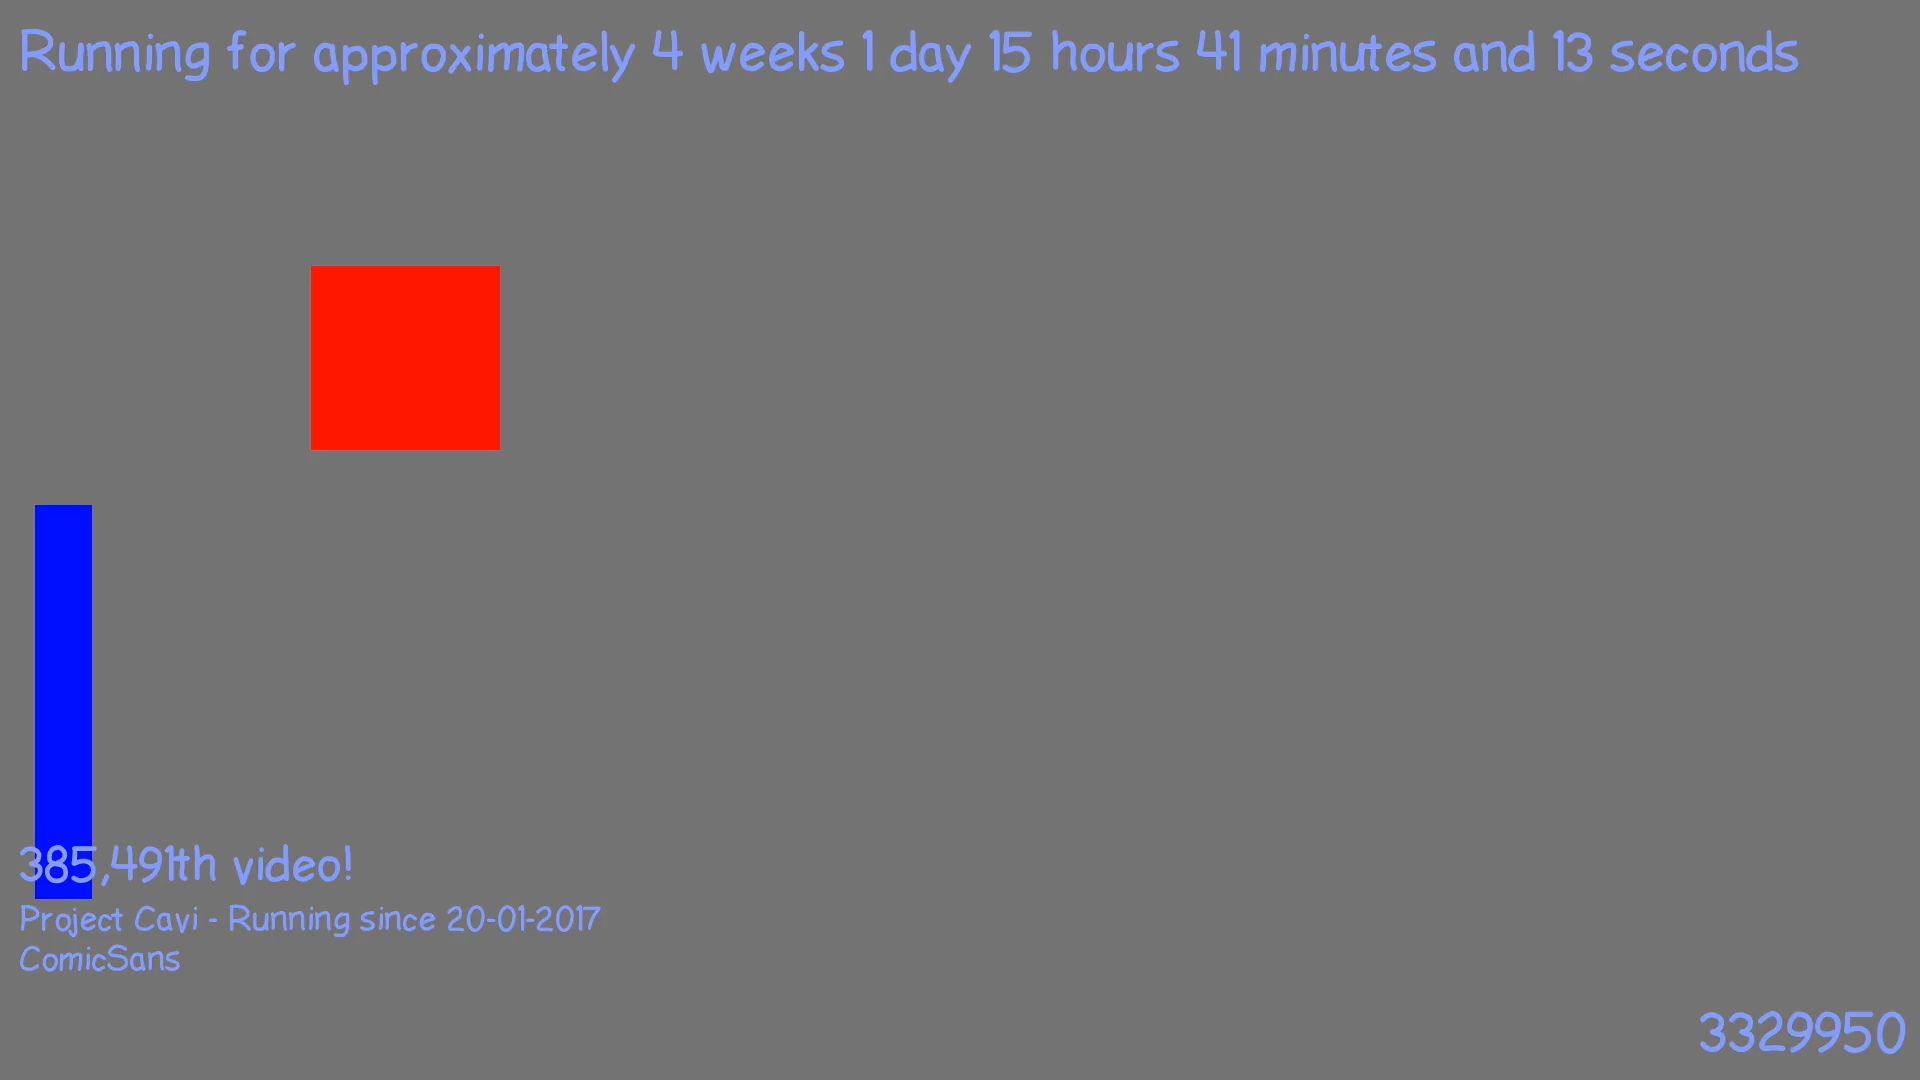 Running for approximately 4 weeks 1 day 15 hours 41 minutes and 13 seconds
385,491th video!
Project Cavi - Running since 20-01-2017
ComicSans
3329950